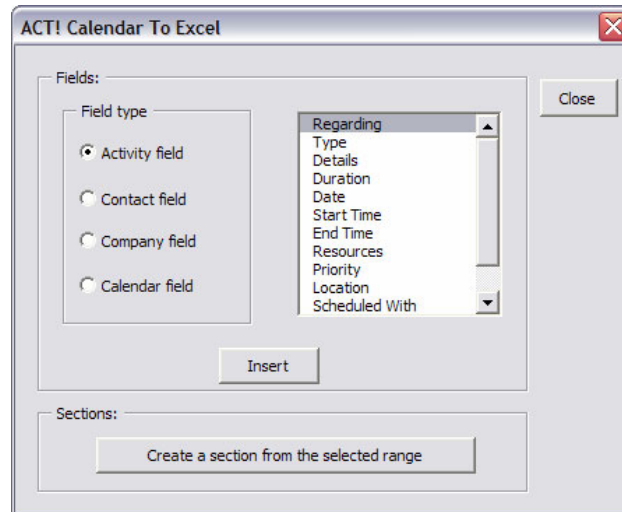 ACT! Calendar To Excel
Fields:
Close
Field type
Activity field
Contact field
Company field
Calendar field
Regarding
Type
Details
Duration
Date
Start Time
End Time
Resources
Priority
Location
Scheduled With
Insert
Sections:
Create a section from the selected range